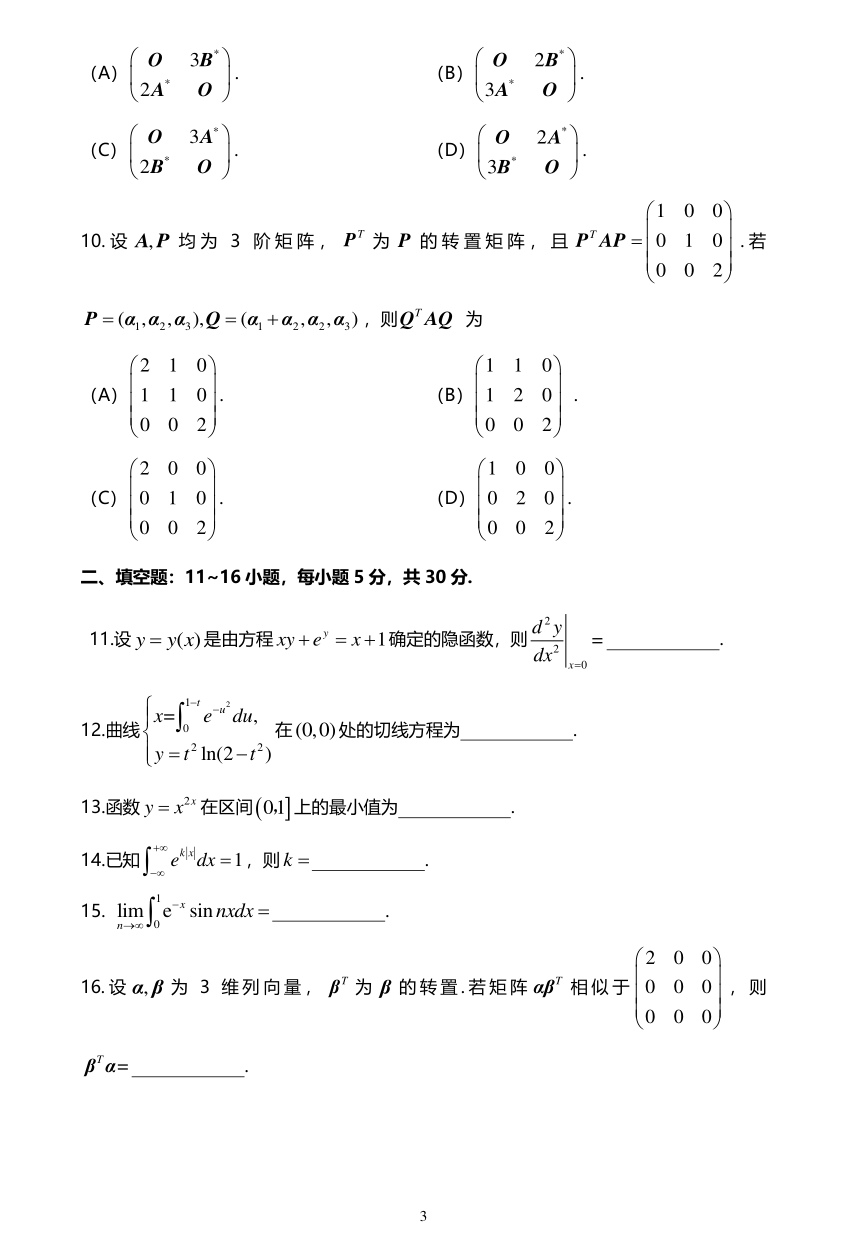 (A) $\begin{pmatrix} O & 3B^* \\ 2A^* & O \end{pmatrix}$. (B) $\begin{pmatrix} O & 2B^* \\ 3A^* & O \end{pmatrix}$.
(C) $\begin{pmatrix} O & 3A^* \\ 2B^* & O \end{pmatrix}$. (D) $\begin{pmatrix} O & 2A^* \\ 3B^* & O \end{pmatrix}$.
10. 设 $A,P$ 均为 3 阶矩阵，$P^T$ 为 $P$ 的转置矩阵，且 $P^TAP=\begin{pmatrix} 1 & 0 & 0 \\ 0 & 1 & 0 \\ 0 & 0 & 2 \end{pmatrix}$.若
$P=(\alpha_1,\alpha_2,\alpha_3),Q=(\alpha_1+\alpha_2,\alpha_2,\alpha_3)$，则$Q^TAQ$ 为
(A) $\begin{pmatrix} 2 & 1 & 0 \\ 1 & 1 & 0 \\ 0 & 0 & 2 \end{pmatrix}$. (B) $\begin{pmatrix} 1 & 1 & 0 \\ 1 & 2 & 0 \\ 0 & 0 & 2 \end{pmatrix}$.
(C) $\begin{pmatrix} 2 & 0 & 0 \\ 0 & 1 & 0 \\ 0 & 0 & 2 \end{pmatrix}$. (D) $\begin{pmatrix} 1 & 0 & 0 \\ 0 & 2 & 0 \\ 0 & 0 & 2 \end{pmatrix}$.
二、填空题：11~16 小题，每小题 5 分，共 30 分.
11.设 $y=y(x)$ 是由方程 $xy+e^y=x+1$ 确定的隐函数，则 $\left.\frac{d^2y}{dx^2}\right|_{x=0}=$ ____________.
12.曲线 $\begin{cases} x=\int_0^{1-t} e^{-u^2}du, \\ y=t^2\ln(2-t^2) \end{cases}$ 在 $(0,0)$ 处的切线方程为____________.
13.函数 $y=x^{2x}$ 在区间 $(0,1]$ 上的最小值为____________.
14.已知 $\int_{-\infty}^{+\infty} e^{k|x|}dx=1$，则 $k=$ ____________.
15. $\lim_{n\to\infty}\int_0^1 e^{-x}\sin nxdx=$ ____________.
16. 设 $\alpha,\beta$ 为 3 维列向量，$\beta^T$ 为 $\beta$ 的转置.若矩阵 $\alpha\beta^T$ 相似于 $\begin{pmatrix} 2 & 0 & 0 \\ 0 & 0 & 0 \\ 0 & 0 & 0 \end{pmatrix}$，则
$\beta^T\alpha=$ ____________.
3